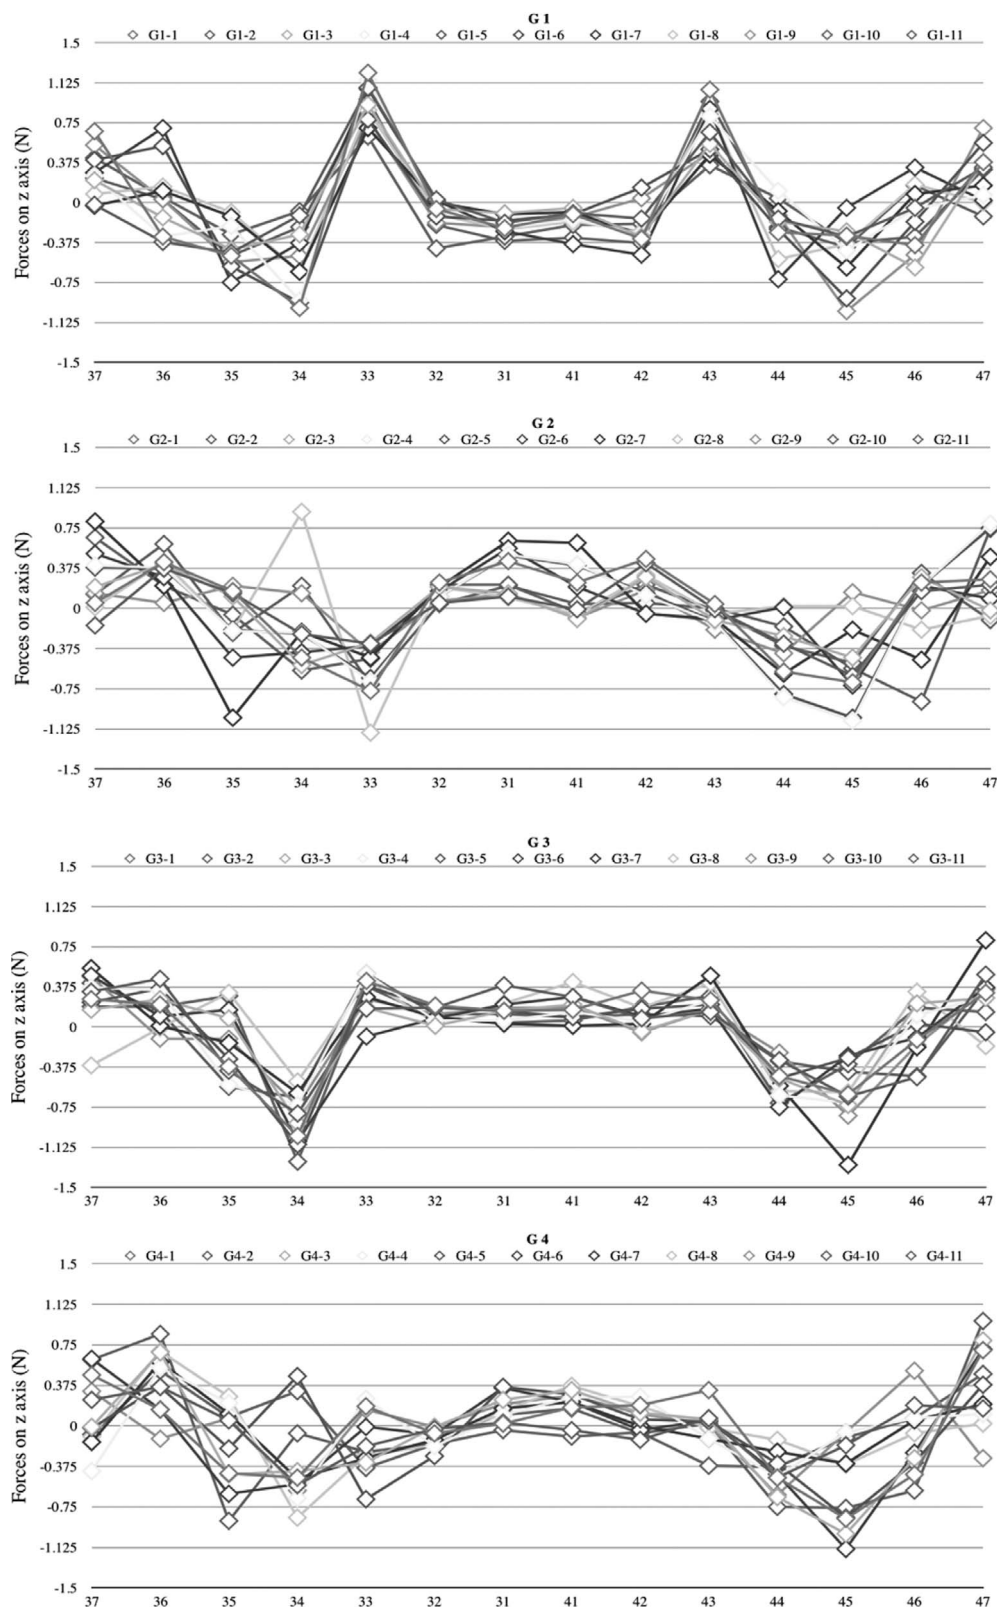 G 1
G1-1 G1-2 G1-3 G1-4 G1-5 G1-6 G1-7 G1-8 G1-9 G1-10 G1-11
1.5
1.125
0.75
0.375
0
-0.375
-0.75
-1.125
-1.5
Forces on z axis (N)
37 36 35 34 33 32 31 41 42 43 44 45 46 47
G 2
G2-1 G2-2 G2-3 G2-4 G2-5 G2-6 G2-7 G2-8 G2-9 G2-10 G2-11
1.5
1.125
0.75
0.375
0
-0.375
-0.75
-1.125
-1.5
Forces on z axis (N)
37 36 35 34 33 32 31 41 42 43 44 45 46 47
G 3
G3-1 G3-2 G3-3 G3-4 G3-5 G3-6 G3-7 G3-8 G3-9 G3-10 G3-11
1.5
1.125
0.75
0.375
0
-0.375
-0.75
-1.125
-1.5
Forces on z axis (N)
37 36 35 34 33 32 31 41 42 43 44 45 46 47
G 4
G4-1 G4-2 G4-3 G4-4 G4-5 G4-6 G4-7 G4-8 G4-9 G4-10 G4-11
1.5
1.125
0.75
0.375
0
-0.375
-0.75
-1.125
-1.5
Forces on z axis (N)
37 36 35 34 33 32 31 41 42 43 44 45 46 47